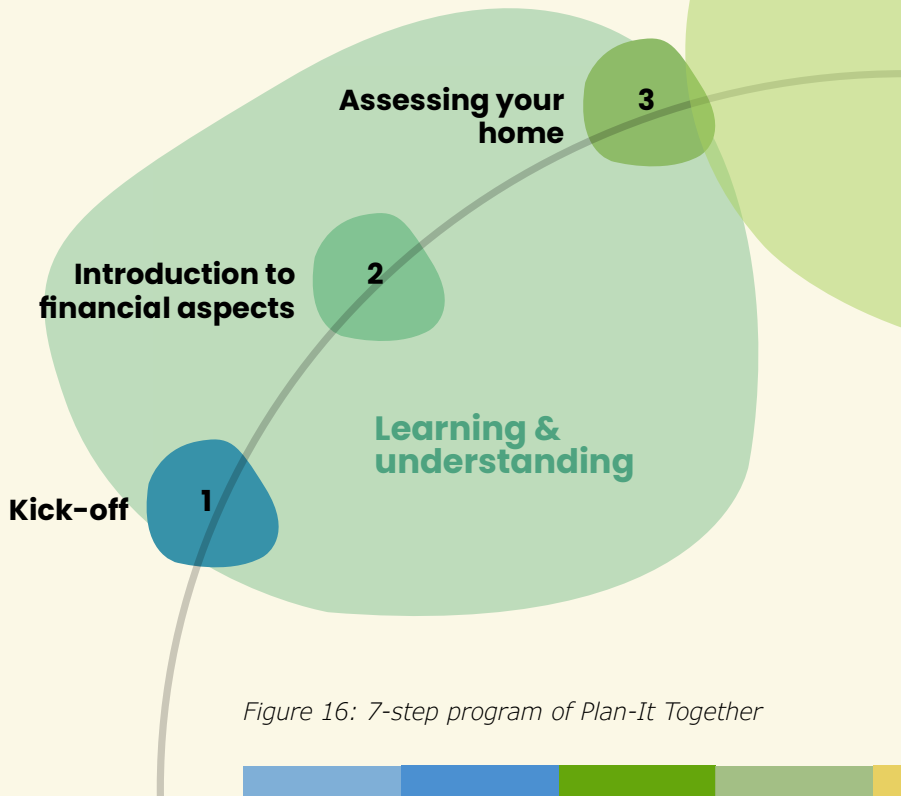 3
Assessing your
home
2
Introduction to
financial aspects
Learning &
understanding
1
Kick-off
Figure 16: 7-step program of Plan-It Together